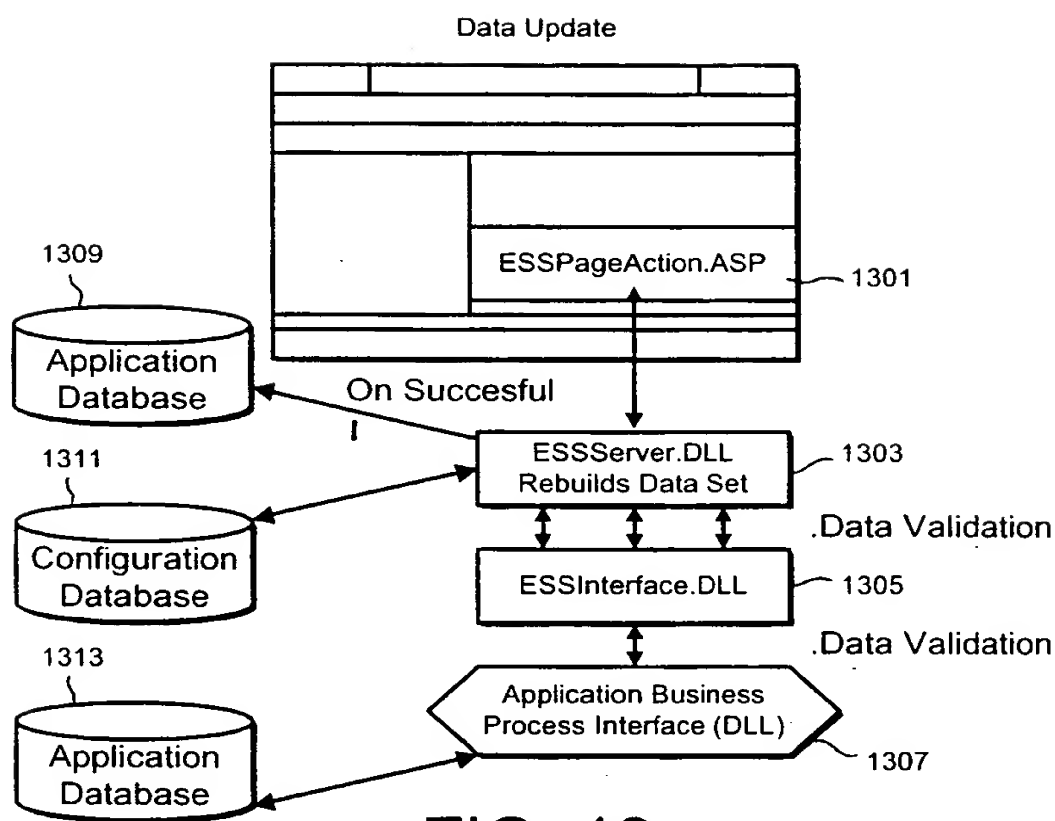 Data Update
ESSPageAction.ASP
1301
1309
Application
Database
On Succesful
ESSServer.DLL
Rebuilds Data Set
1303
1311
Configuration
Database
.Data Validation
ESSInterface.DLL
1305
.Data Validation
1313
Application
Database
Application Business
Process Interface (DLL)
1307